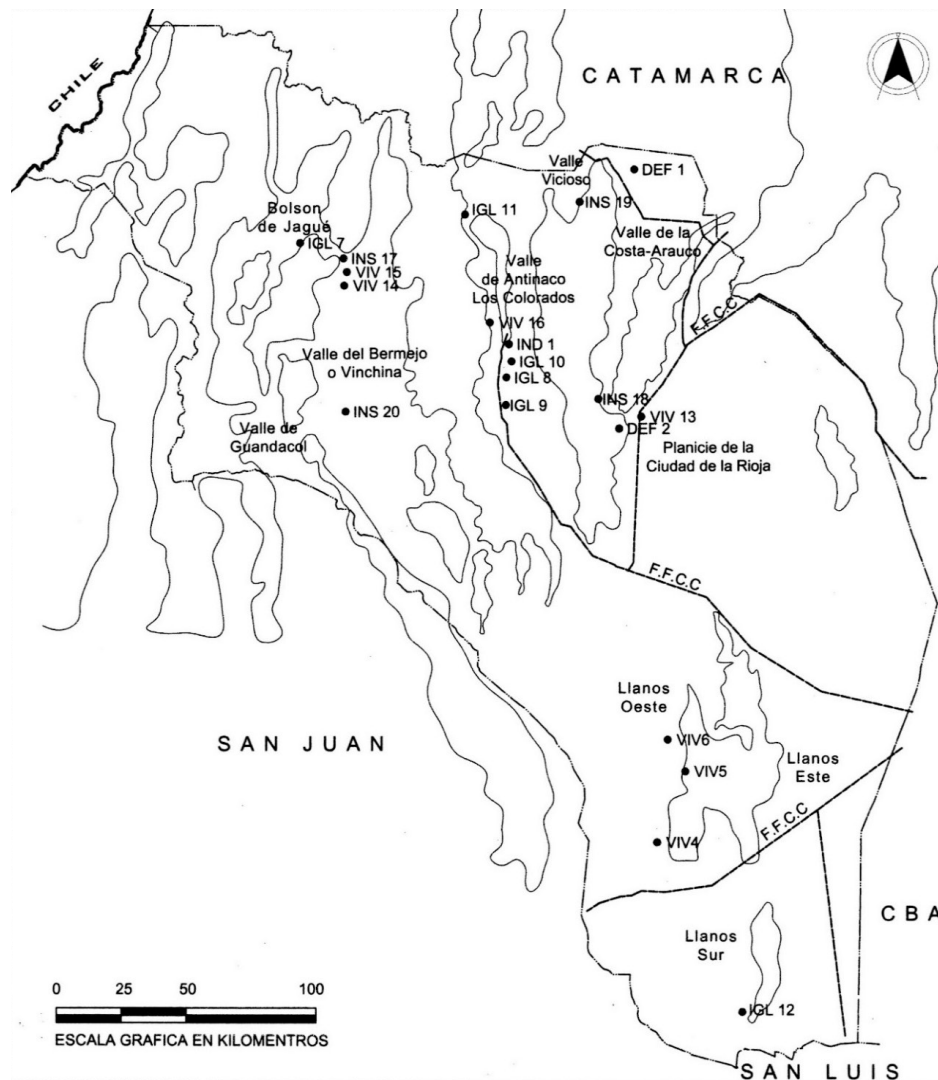 CHILE
CATAMARCA
Valle
Vicioso
DEF 1
INS 19
IGL 11
Bolson
de Jagué
IGL 7
Valle de la
Costa-Arauco
INS 17
VIV 15
VIV 14
Valle
de Antinaco
Los Colorados
F.F.C.C
VIV 16
IND 1
IGL 10
IGL 8
IGL 9
Valle del Bermejo
o Vinchina
INS 20
INS 18
VIV 13
DEF 2
Valle de
Guandacol
Planicie de la
Ciudad de la Rioja
F.F.C.C
Llanos
Oeste
SAN JUAN
VIV6
VIV5
Llanos
Este
F.F.C.C
VIV4
CBA
Llanos
Sur
0 25 50 100
ESCALA GRAFICA EN KILOMENTROS
IGL 12
SAN LUIS